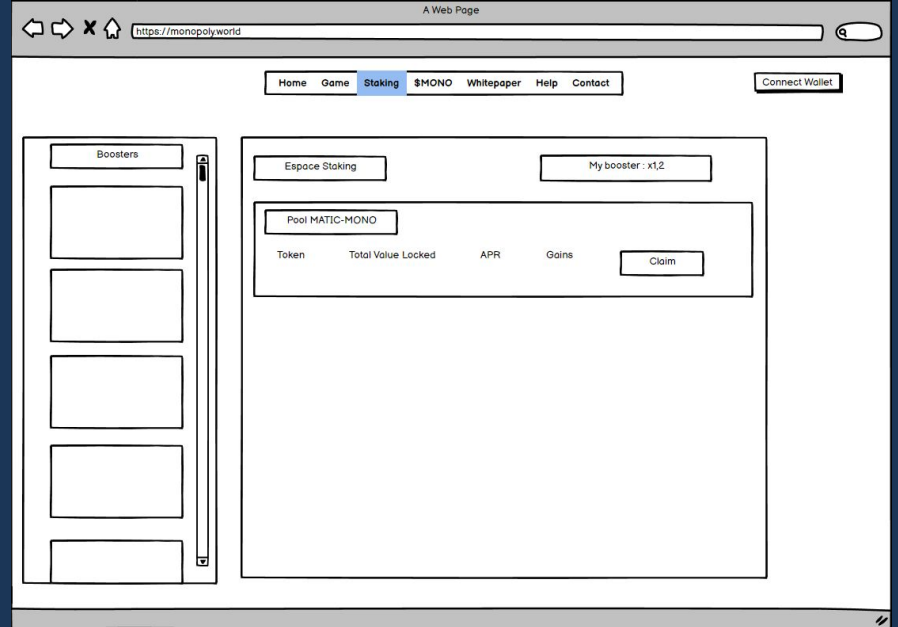 A Web Page
https://monopoly.world
Home Game Staking $MONO Whitepaper Help Contact
Connect Wallet
Boosters
Espace Staking
My booster : x1,2
Pool MATIC-MONO
Token Total Value Locked APR Gains Claim